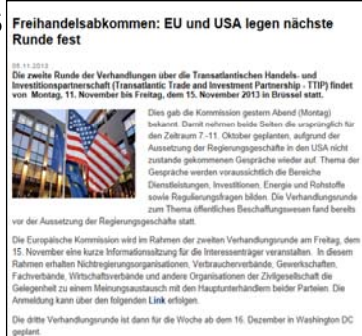 Freihandelsabkommen: EU und USA legen nächste
Runde fest
05.11.2013
Die zweite Runde der Verhandlungen über die Transatlantischen Handels- und
Investitionspartnerschaft (Transatlantic Trade and Investment Partnership - TTIP) findet
von Montag, 11. November bis Freitag, dem 15. November 2013 in Brüssel statt.
Dies gab die Kommission gestern Abend (Montag)
bekannt. Damit nehmen beide Seiten die ursprünglich für
den Zeitraum 7.-11. Oktober geplanten, aufgrund der
Aussetzung der Regierungsgeschäfte in den USA nicht
zustande gekommenen Gespräche wieder auf. Thema der
Gespräche werden voraussichtlich die Bereiche
Dienstleistungen, Investitionen, Energie und Rohstoffe
sowie Regulierungsfragen bilden. Die Verhandlungsrunde
zum Thema öffentliches Beschaffungswesen fand bereits
vor der Aussetzung der Regierungsgeschäfte statt.
Die Europäische Kommission wird im Rahmen der zweiten Verhandlungsrunde am Freitag, dem
15. November eine kurze Informationssitzung für die Interessenträger veranstalten. In diesem
Rahmen erhalten Nichtregierungsorganisationen, Verbraucherverbände, Gewerkschaften,
Fachverbände, Wirtschaftsverbände und andere Organisationen der Zivilgesellschaft die
Gelegenheit zu einem Meinungsaustausch mit den Hauptunterhändlern beider Parteien. Die
Anmeldung kann über den folgenden Link erfolgen.
Die dritte Verhandlungsrunde ist dann für die Woche ab dem 16. Dezember in Washington DC
geplant.